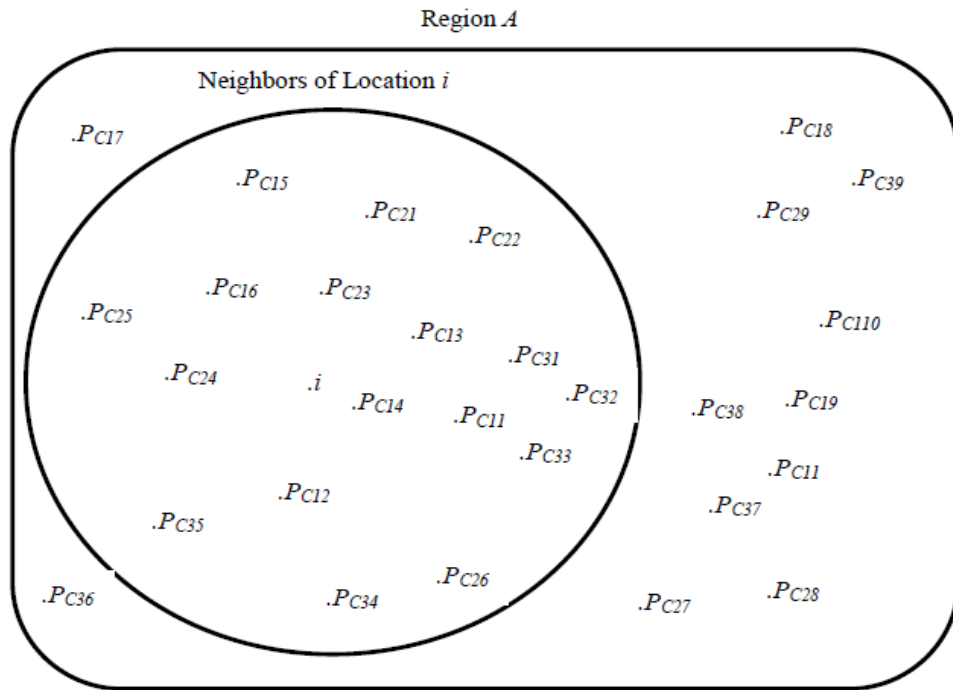 Region A
Neighbors of Location i
.PC17
.PC18
.PC15
.PC39
.PC21
.PC29
.PC22
.PC16
.PC23
.PC25
.PC13
.PC110
.PC31
.PC24
.i
.PC14
.PC32
.PC38
.PC19
.PC11
.PC33
.PC11
.PC12
.PC37
.PC35
.PC26
.PC36
.PC34
.PC27
.PC28